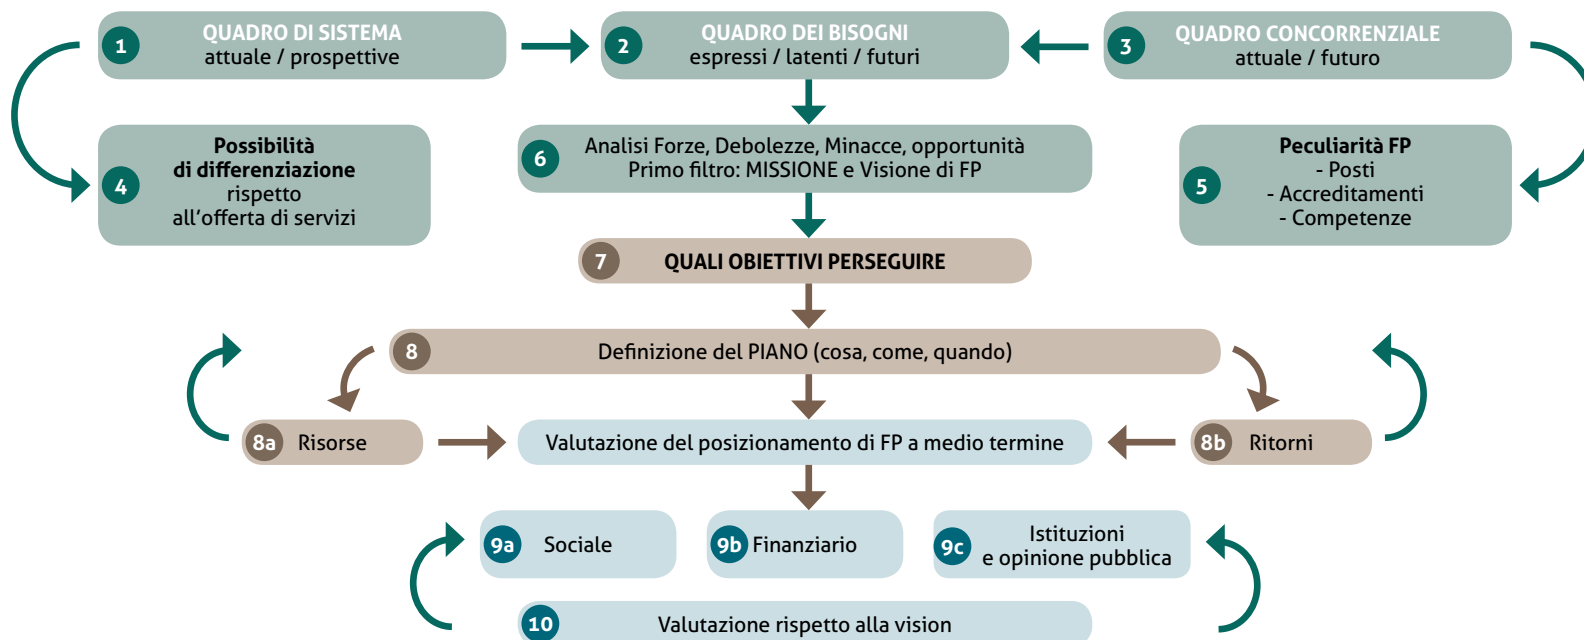 1
QUADRO DI SISTEMA
attuale / prospettive
2
QUADRO DEI BISOGNI
espressi / latenti / futuri
3
QUADRO CONCORRENZIALE
attuale / futuro
4
Possibilità
di differenziazione
rispetto
all'offerta di servizi
6
Analisi Forze, Debolezze, Minacce, opportunità
Primo filtro: MISSIONE e Visione di FP
5
Peculiarità FP
- Posti
- Accreditamenti
- Competenze
7
QUALI OBIETTIVI PERSEGUIRE
8
Definizione del PIANO (cosa, come, quando)
8a
Risorse
Valutazione del posizionamento di FP a medio termine
8b
Ritorni
9a
Sociale
9b
Finanziario
9c
Istituzioni
e opinione pubblica
10
Valutazione rispetto alla vision